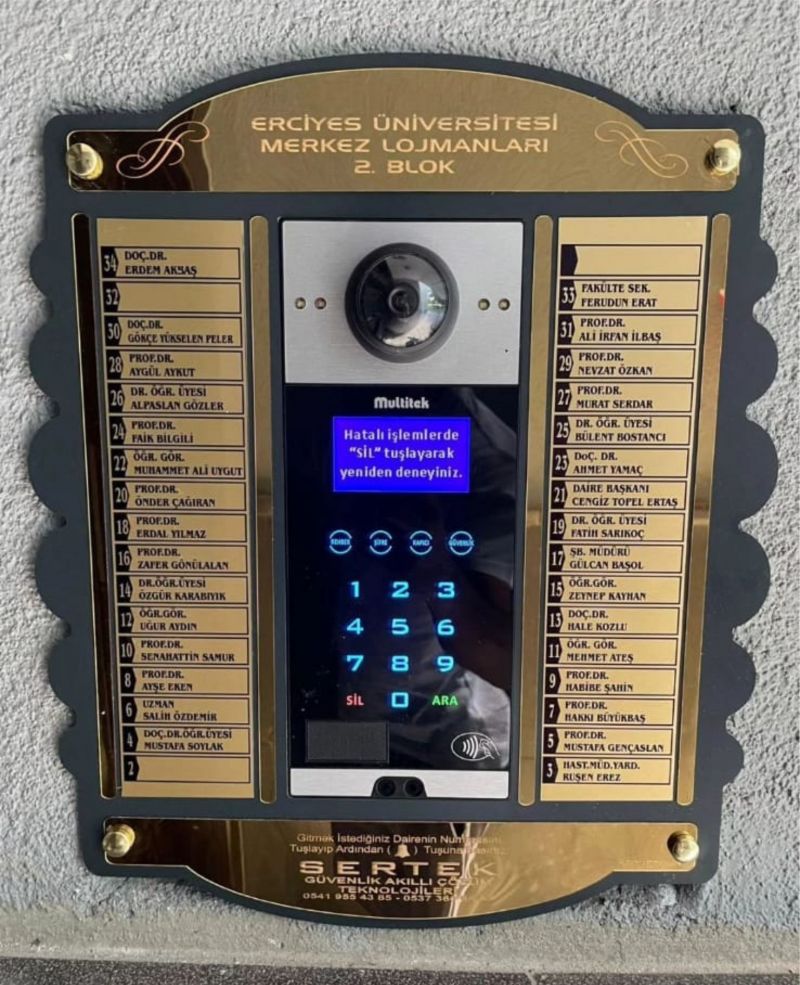 ERCİYES ÜNİVERSİTESİ
MERKEZ LOJMANLARI
2. BLOK
34 DOÇ.DR.
ERDEM AKBAŞ
32
30 DOÇ.DR.
GÖKÇE YÜKSELEN PELER
28 PROF.DR.
AYGÜL AYKUT
26 DR. ÖĞR. ÜYESİ
ALPASLAN GÖZLER
24 PROF.DR.
FAİK BİLGİLİ
22 ÖĞR. GÖR.
MUHAMMET ALİ UYGUT
20 PROF.DR.
ÖNDER ÇAĞIRAN
18 PROF.DR.
ERDAL YILMAZ
16 PROF.DR.
ZAFER GÖNÜLALAN
14 DR.ÖĞR.ÜYESİ
ÖZGÜR KARABIYIK
12 ÖĞR.GÖR.
UĞUR AYDIN
10 PROF.DR.
SENAHATTİN SAMUR
8 PROF.DR.
AYŞE EKEN
6 UZMAN
SALİH ÖZDEMİR
4 DOÇ.DR.ÖĞR.ÜYESİ
MUSTAFA SOYLAK
2
Multitek
Hatalı işlemlerde
“SİL” tuşlayarak
yeniden deneyiniz.
REHBER ŞİFRE KAPICI GÜVENLİK
1 2 3
4 5 6
7 8 9
SİL 0 ARA
33 FAKÜLTE SEK.
FERUDUN ERAT
31 PROF.DR.
ALİ İRFAN İLBAŞ
29 PROF.DR.
NEVZAT ÖZKAN
27 PROF.DR.
MURAT SERDAR
25 DR. ÖĞR. ÜYESİ
BÜLENT BOSTANCI
23 DOÇ. DR.
AHMET YAMAÇ
21 DAİRE BAŞKANI
CENGİZ TOPEL ERTAŞ
19 DR. ÖĞR. ÜYESİ
FATİH SARIKOÇ
17 ŞB. MÜDÜRÜ
GÜLCAN BAŞOL
15 ÖĞR.GÖR.
ZEYNEP KAYHAN
13 DOÇ.DR.
HALE KOZLU
11 ÖĞR. GÖR.
MEHMET ATEŞ
9 PROF.DR.
HABİBE ŞAHİN
7 PROF.DR.
HAKKI BÜYÜKBAŞ
5 PROF.DR.
MUSTAFA GENÇASLAN
3 HAST.MÜD.YARD.
RUŞEN EREZ
Gitmek İstediğiniz Dairenin
Tuşlayıp Ardından ( ) Tuşuna
SERTEK
GÜVENLİK AKILLI ÇÖZÜM
TEKNOLOJİLERİ
0541 955 43 85 - 0537